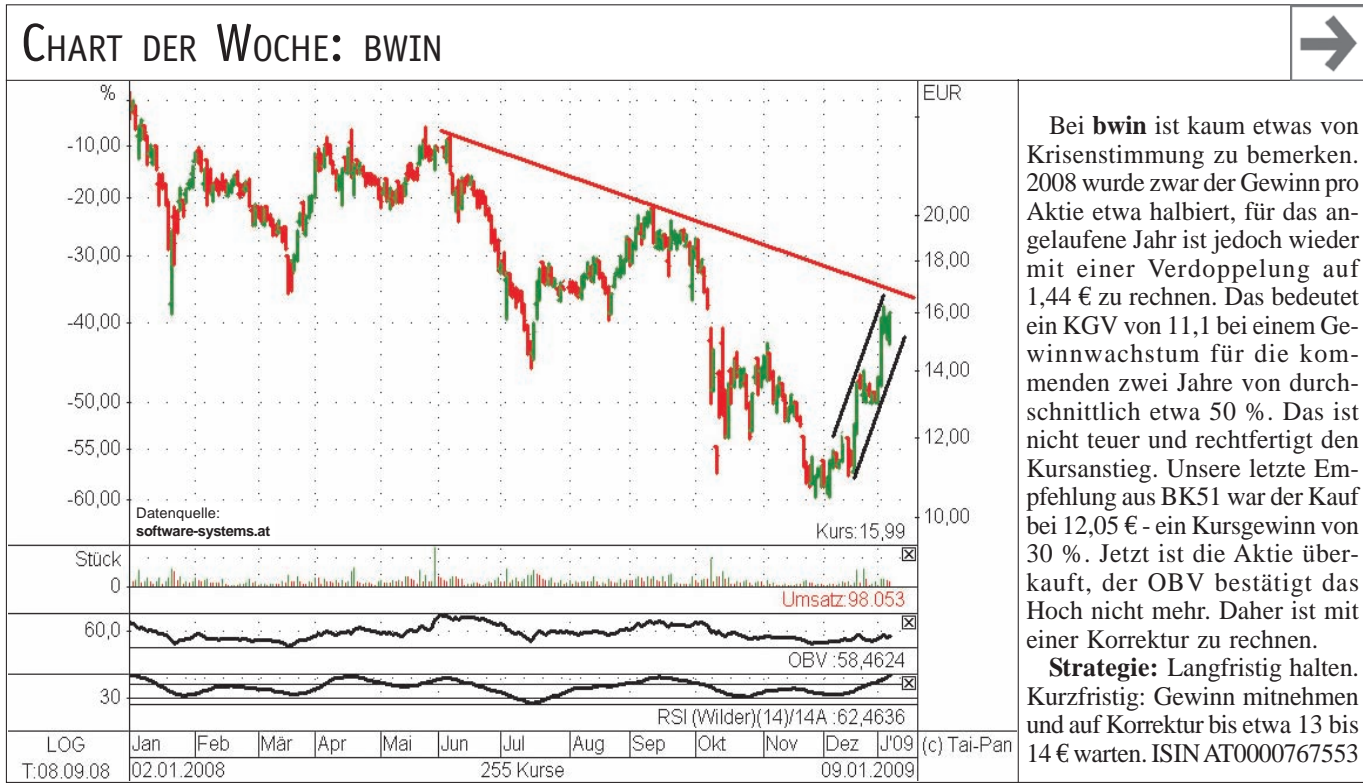 CHART DER WOCHE: BWIN
%
EUR
-10,00
-20,00
-30,00
-40,00
-50,00
-55,00
-60,00
20,00
18,00
16,00
14,00
12,00
10,00
Datenquelle:
software-systems.at
Kurs:15,99
Stück
0
Umsatz:98.053
60,0
OBV :58,4624
30
RSI (Wilder)(14)/14A :62,4636
LOG
Jan Feb Mär Apr Mai Jun Jul Aug Sep Okt Nov Dez J'09
(c) Tai-Pan
T:08.09.08
02.01.2008
255 Kurse
09.01.2009
Bei bwin ist kaum etwas von
Krisenstimmung zu bemerken.
2008 wurde zwar der Gewinn pro
Aktie etwa halbiert, für das an-
gelaufene Jahr ist jedoch wieder
mit einer Verdoppelung auf
1,44 € zu rechnen. Das bedeutet
ein KGV von 11,1 bei einem Ge-
winnwachstum für die kom-
menden zwei Jahre von durch-
schnittlich etwa 50 %. Das ist
nicht teuer und rechtfertigt den
Kursanstieg. Unsere letzte Em-
pfehlung aus BK51 war der Kauf
bei 12,05 € - ein Kursgewinn von
30 %. Jetzt ist die Aktie über-
kauft, der OBV bestätigt das
Hoch nicht mehr. Daher ist mit
einer Korrektur zu rechnen.
Strategie: Langfristig halten.
Kurzfristig: Gewinn mitnehmen
und auf Korrektur bis etwa 13 bis
14 € warten. ISIN AT0000767553